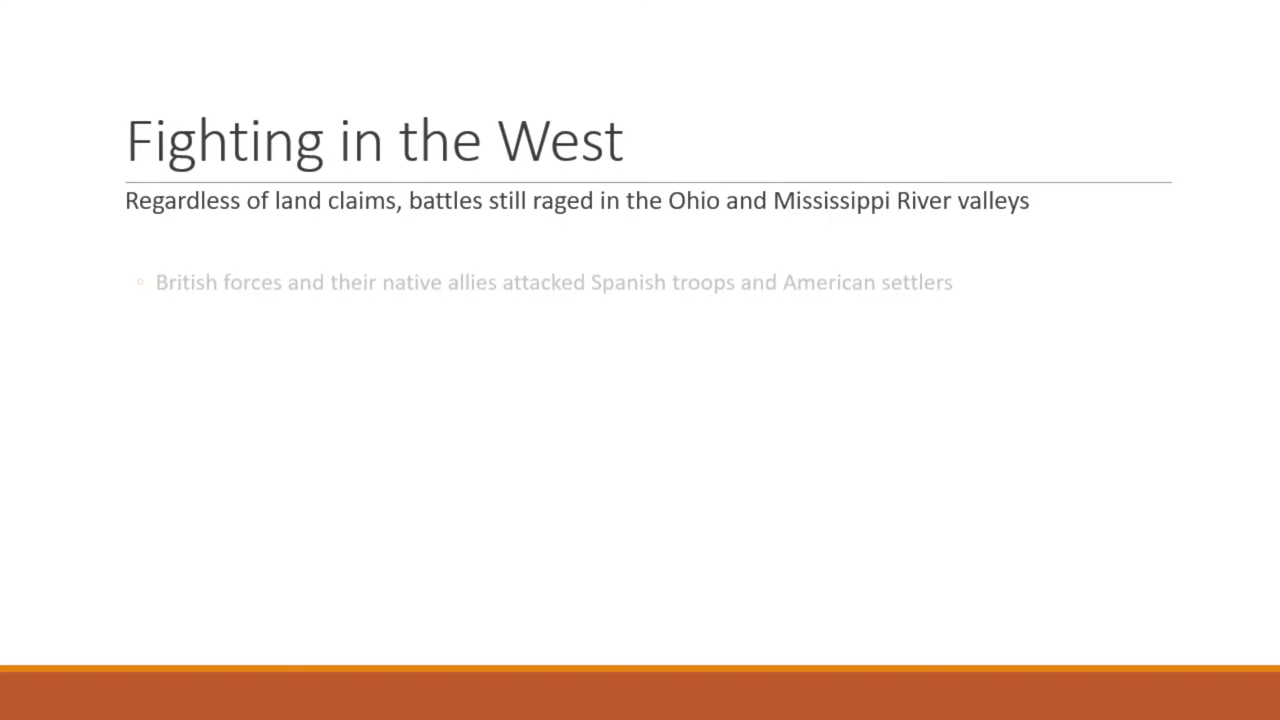 Fighting in the West
Regardless of land claims, battles still raged in the Ohio and Mississippi River valleys
◦ British forces and their native allies attacked Spanish troops and American settlers